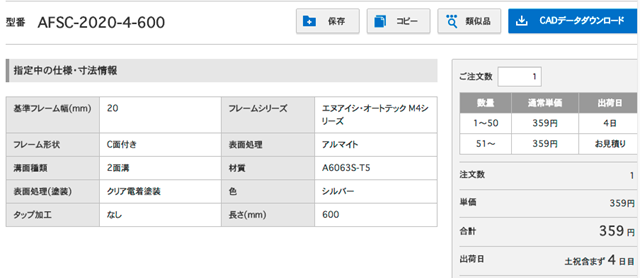 型番 AFSC-2020-4-600 保存 コピー 類似品 CADデータダウンロード
指定中の仕様・寸法情報
基準フレーム幅(mm) 20 フレームシリーズ エヌアイシ・オートテック M4シリーズ
フレーム形状 C面付き 表面処理 アルマイト
溝面種類 2面溝 材質 A6063S-T5
表面処理(塗装) クリア電着塗装 色 シルバー
タップ加工 なし 長さ(mm) 600
ご注文数 1
数量 通常単価 出荷日
1～50 359円 4日
51～ 359円 お見積り
注文数 1
単価 359円
合計 359円
出荷日 土祝含まず 4 日目